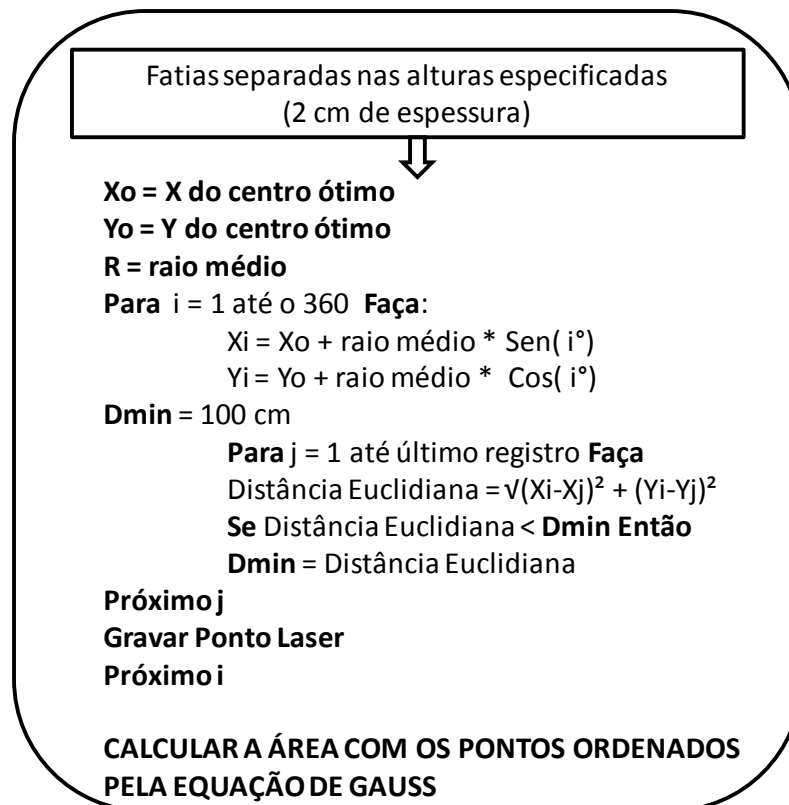 Fatias separadas nas alturas especificadas
(2 cm de espessura)
Xo = X do centro ótimo
Yo = Y do centro ótimo
R = raio médio
Para i = 1 até o 360 Faça:
Xi = Xo + raio médio * Sen( i°)
Yi = Yo + raio médio * Cos( i°)
Dmin = 100 cm
Para j = 1 até último registro Faça
Distância Euclidiana = √(Xi-Xj)² + (Yi-Yj)²
Se Distância Euclidiana < Dmin Então
Dmin = Distância Euclidiana
Próximo j
Gravar Ponto Laser
Próximo i
CALCULAR A ÁREA COM OS PONTOS ORDENADOS
PELA EQUAÇÃO DE GAUSS